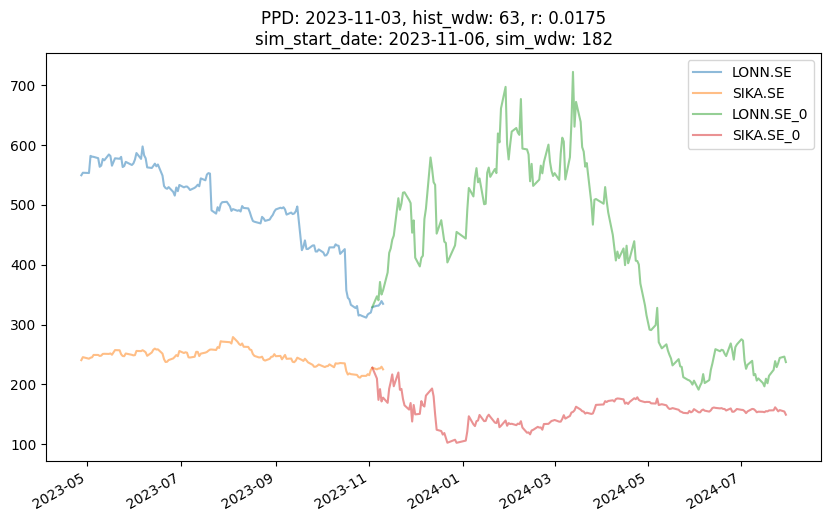 PPD: 2023-11-03, hist_wdw: 63, r: 0.0175
sim_start_date: 2023-11-06, sim_wdw: 182
LONN.SE
SIKA.SE
LONN.SE_0
SIKA.SE_0
700
600
500
400
300
200
100
2023-05
2023-07
2023-09
2023-11
2024-01
2024-03
2024-05
2024-07